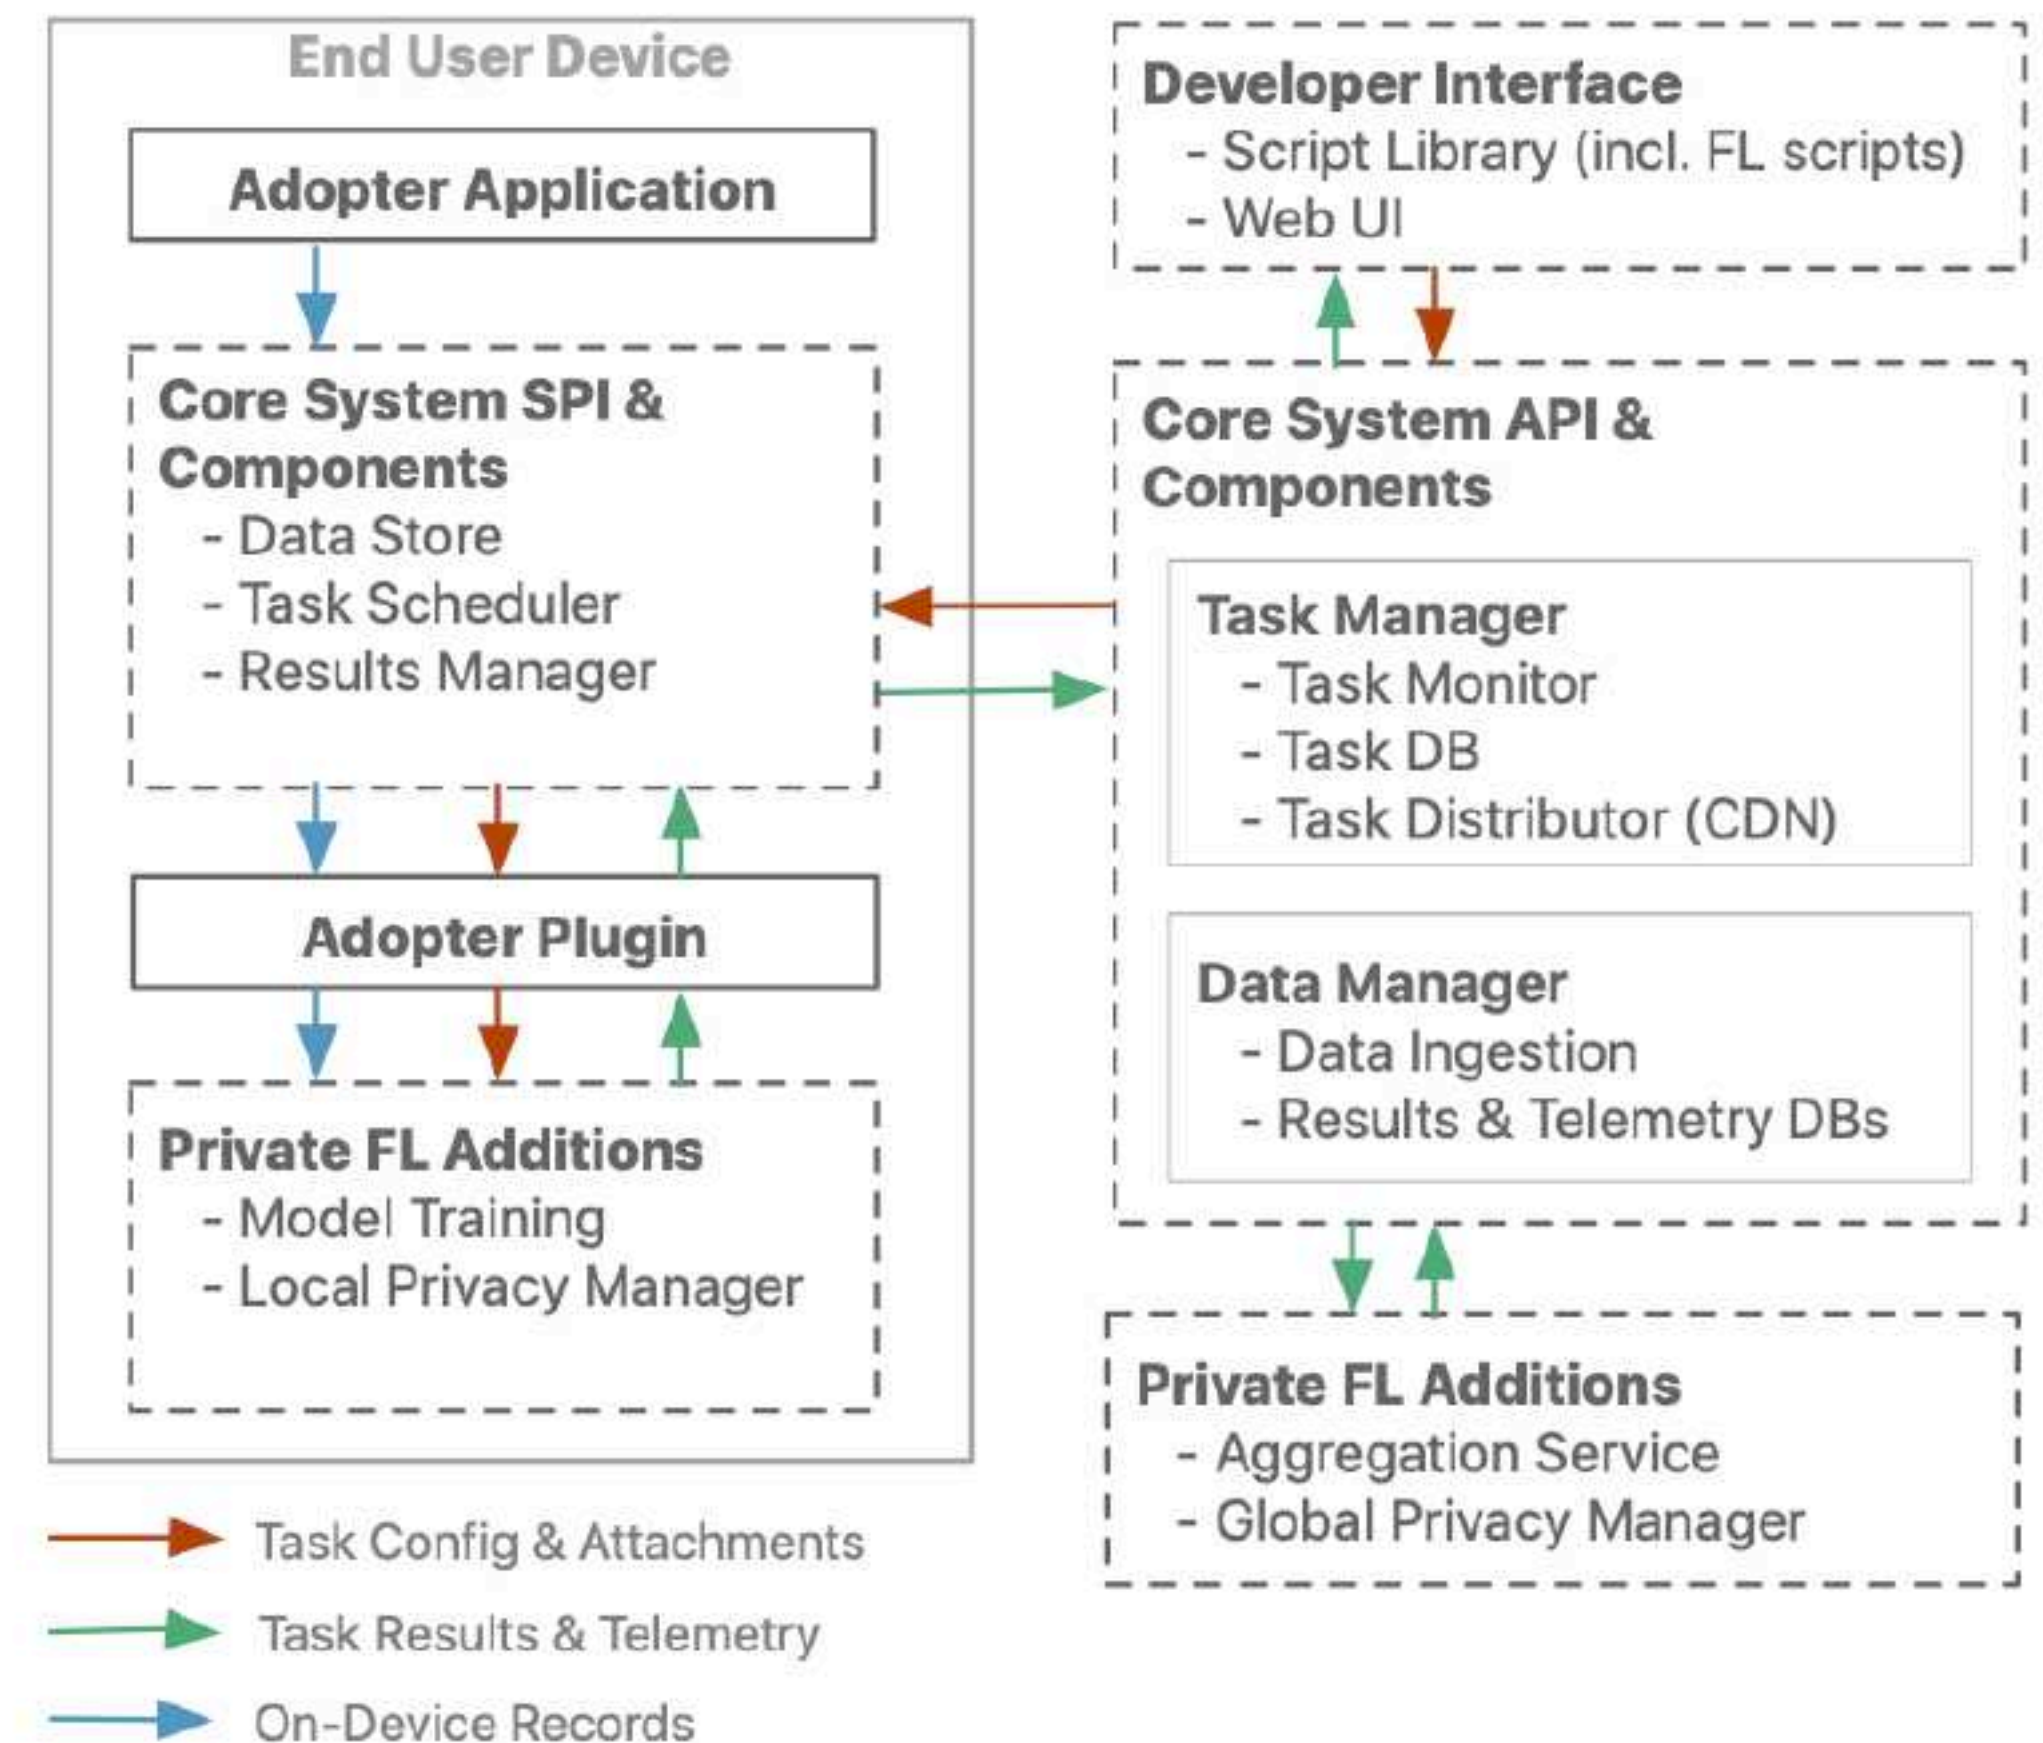 End User Device
Adopter Application
Core System SPI &
Components
- Data Store
- Task Scheduler
- Results Manager
Adopter Plugin
Private FL Additions
- Model Training
- Local Privacy Manager
Developer Interface
- Script Library (incl. FL scripts)
- Web UI
Core System API &
Components
Task Manager
- Task Monitor
- Task DB
- Task Distributor (CDN)
Data Manager
- Data Ingestion
- Results & Telemetry DBs
Private FL Additions
- Aggregation Service
- Global Privacy Manager
Task Config & Attachments
Task Results & Telemetry
On-Device Records